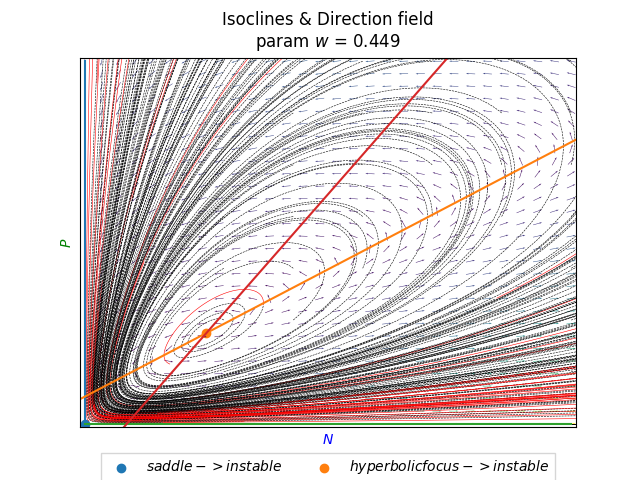 Isoclines & Direction field
param w = 0.449
P
N
saddle − > instable
hyperbolicfocus − > instable